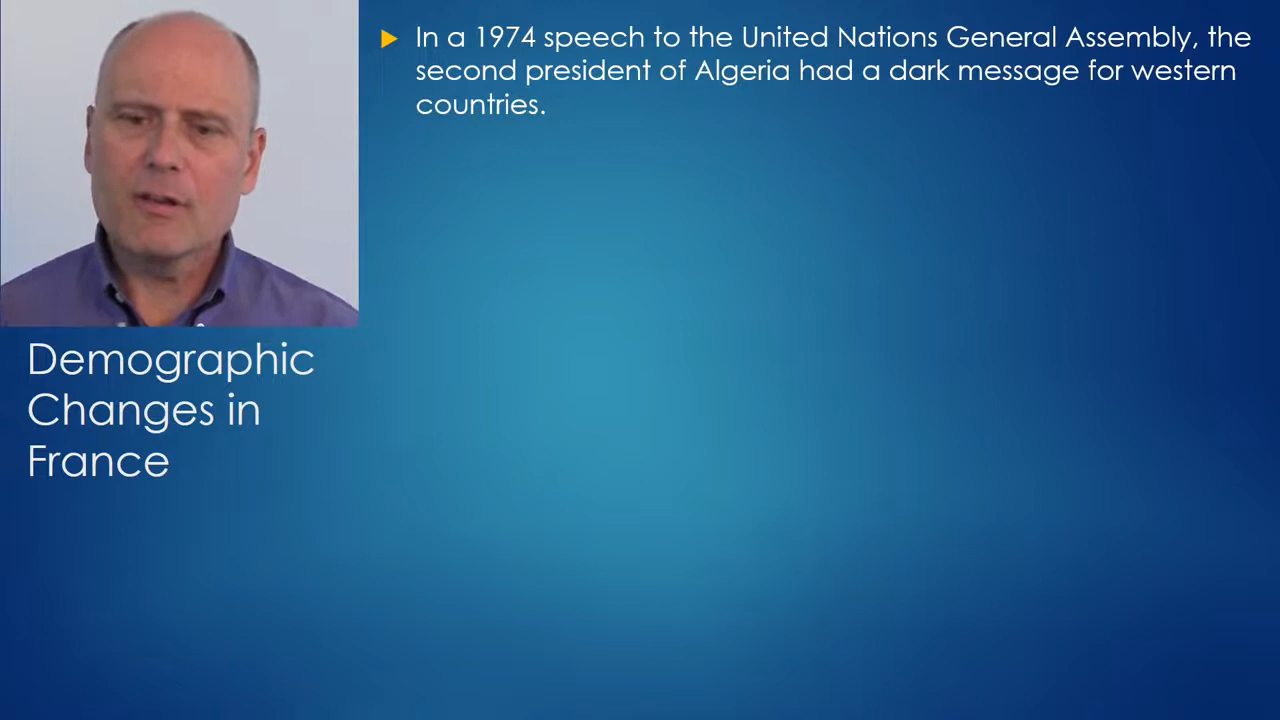 In a 1974 speech to the United Nations General Assembly, the
second president of Algeria had a dark message for western
countries.
Demographic
Changes in
France